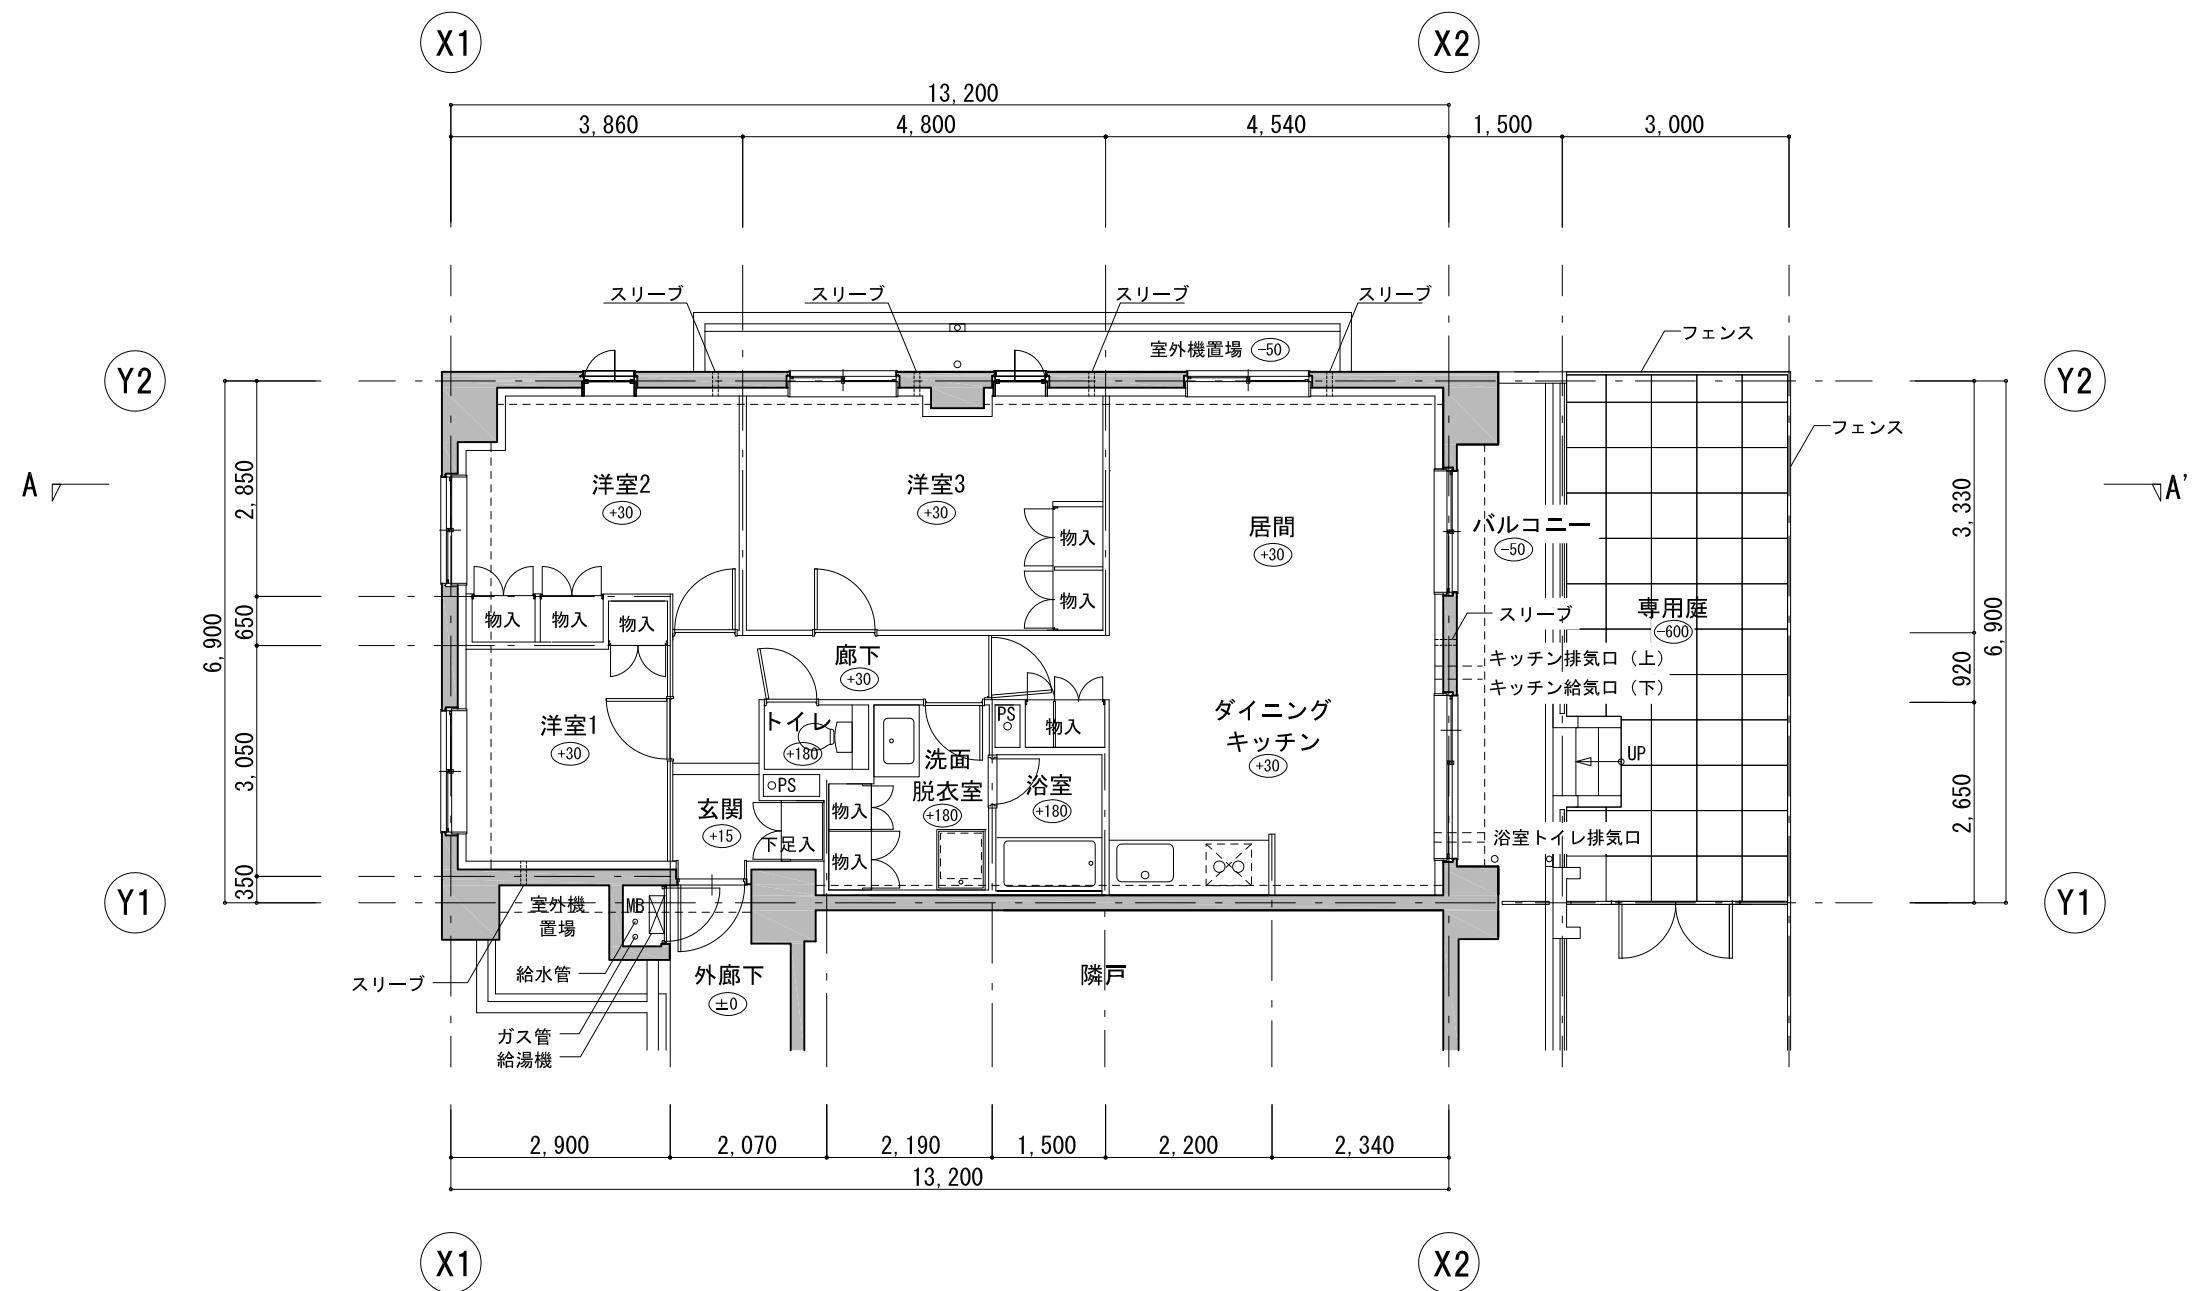 X1
X2
13,200
3,860
4,800
4,540
1,500
3,000
スリーブ
スリーブ
スリーブ
スリーブ
フェンス
室外機置場
-50
Y2
Y2
フェンス
A
A'
2,850
洋室2
+30
洋室3
+30
居間
+30
バルコニー
-50
3,330
物入
物入
物入
物入
物入
650
6,900
スリーブ
専用庭
-600
6,900
廊下
+30
キッチン排気口(上)
キッチン給気口(下)
920
洋室1
+30
トイレ
+180
PS
物入
ダイニング
キッチン
+30
3,050
洗面
脱衣室
+180
UP
PS
玄関
+15
下足入
物入
物入
浴室
+180
2,650
浴室トイレ排気口
350
Y1
Y1
室外機
置場
MB
給水管
スリーブ
外廊下
±0
隣戸
ガス管
給湯機
2,900
2,070
2,190
1,500
2,200
2,340
13,200
X1
X2